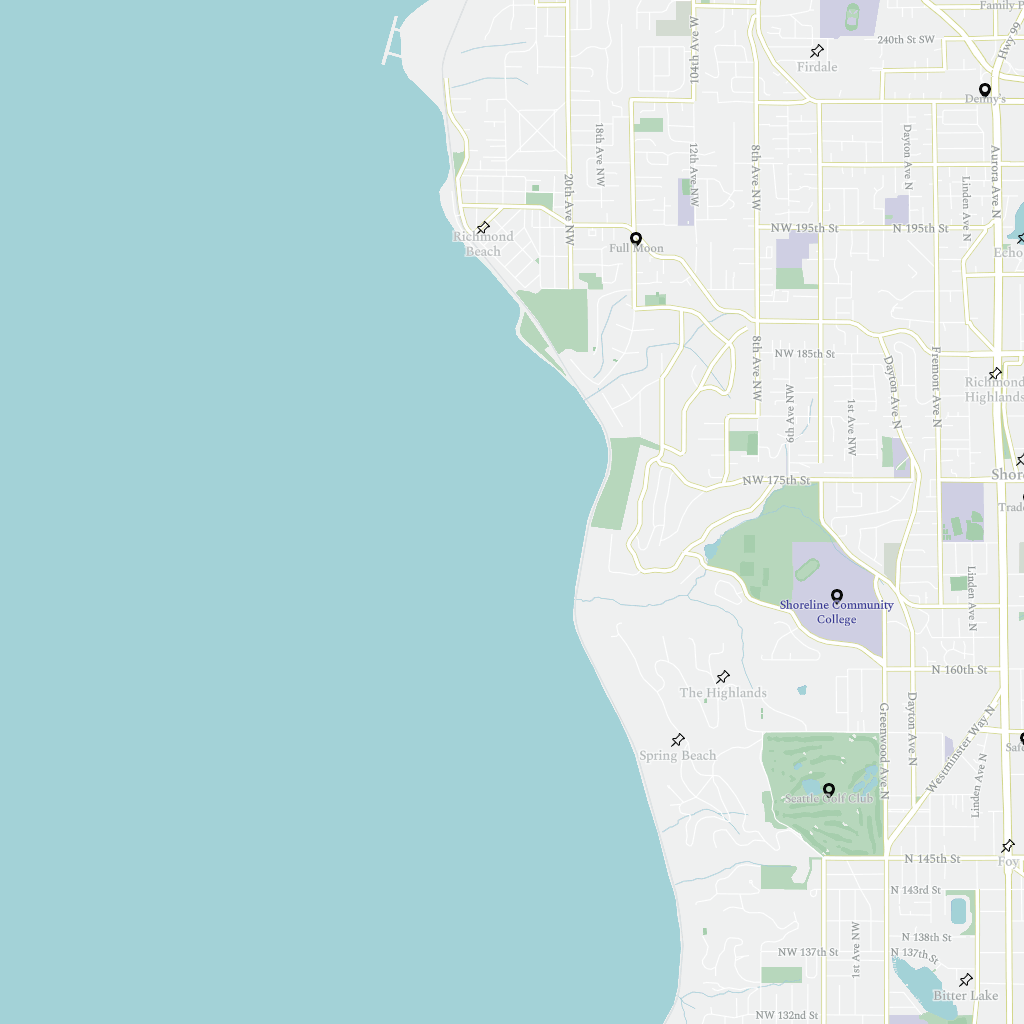 Family P
240th St SW
Hwy 99
104th Ave W
Firdale
Denny's
18th Ave NW
12th Ave NW
8th Ave NW
Dayton Ave N
Aurora Ave N
20th Ave NW
Linden Ave N
NW 195th St
N 195th St
Richmond
Beach
Full Moon
Echo
8th Ave NW
NW 185th St
Fremont Ave N
Dayton Ave N
Richmond
Highlands
6th Ave NW
1st Ave NW
NW 175th St
Shore
Trade
Linden Ave N
Shoreline Community
College
N 160th St
The Highlands
Greenwood Ave N
Dayton Ave N
Westminster Way N
Spring Beach
Safe
Linden Ave N
Seattle Golf Club
N 145th St
Foy
N 143rd St
1st Ave NW
N 138th St
NW 137th St
N 137th St
Bitter Lake
NW 132nd St